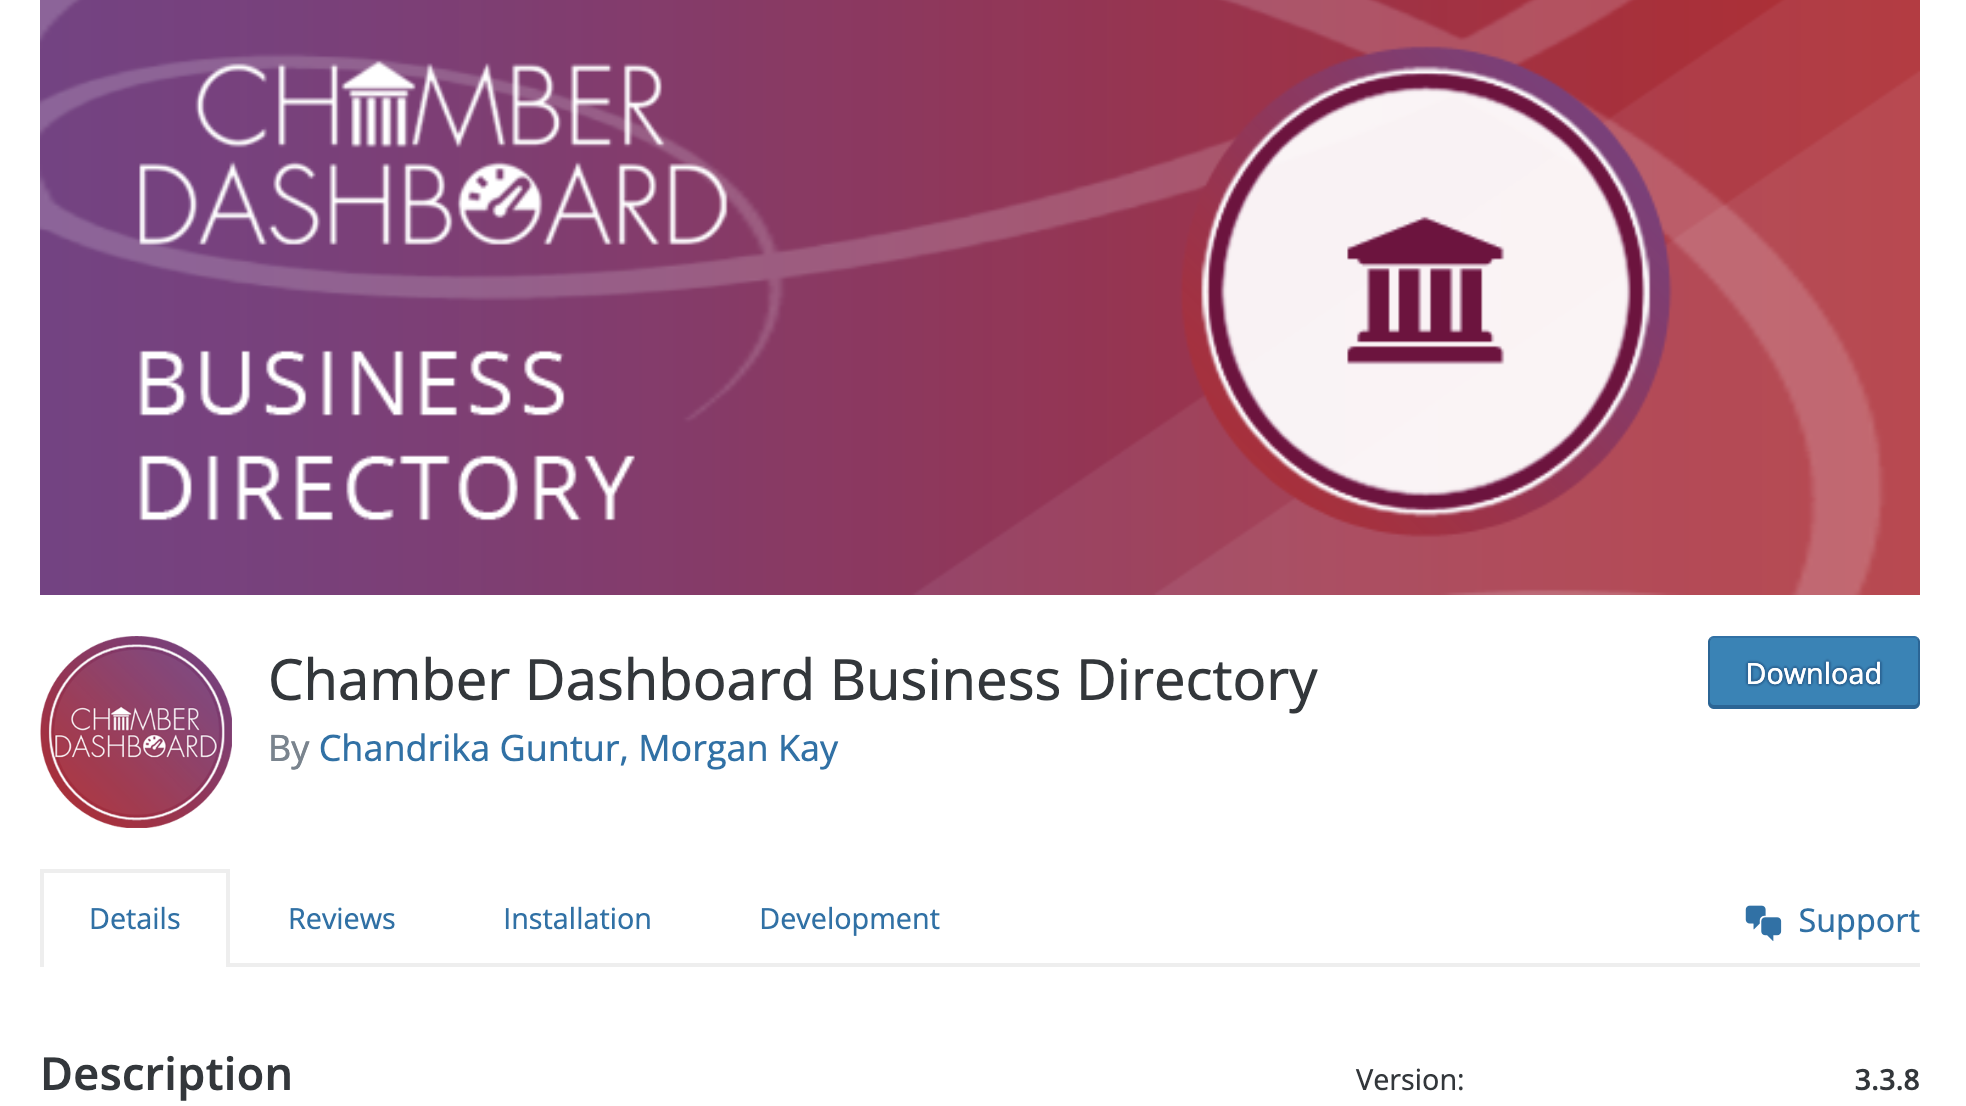 CHAMBER
DASHBOARD
BUSINESS
DIRECTORY
CHAMBER
DASHBOARD
Chamber Dashboard Business Directory
By Chandrika Guntur, Morgan Kay
Download
Details
Reviews
Installation
Development
Support
Description
Version: 3.3.8